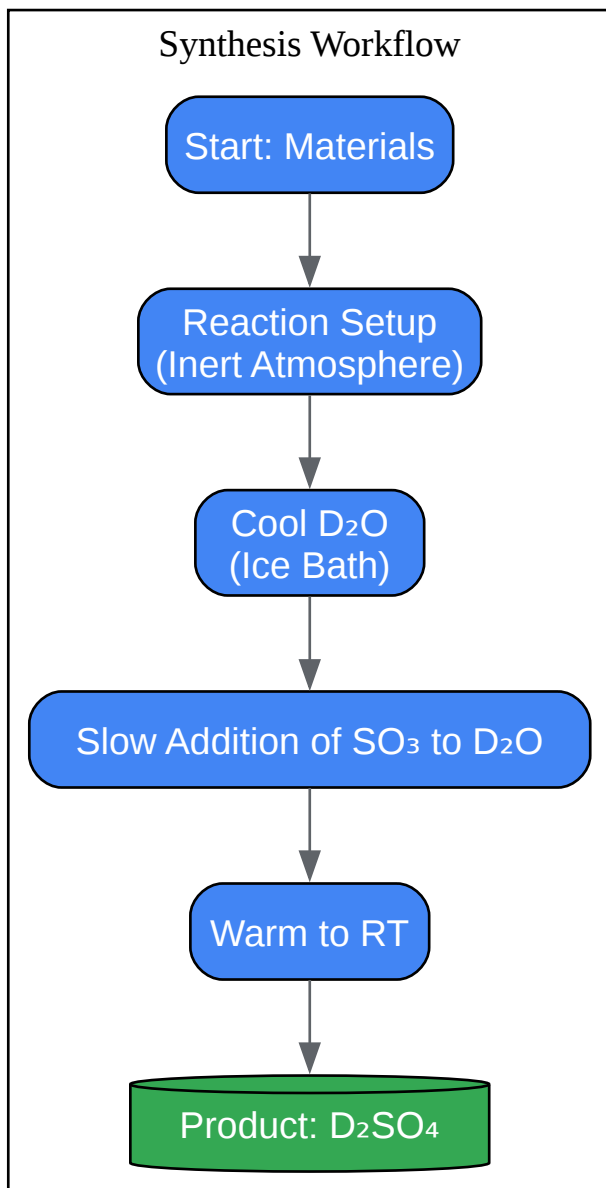 Synthesis Workflow
Start: Materials
Reaction Setup
(Inert Atmosphere)
Cool D₂O
(Ice Bath)
Slow Addition of SO₃ to D₂O
Warm to RT
Product: D₂SO₄